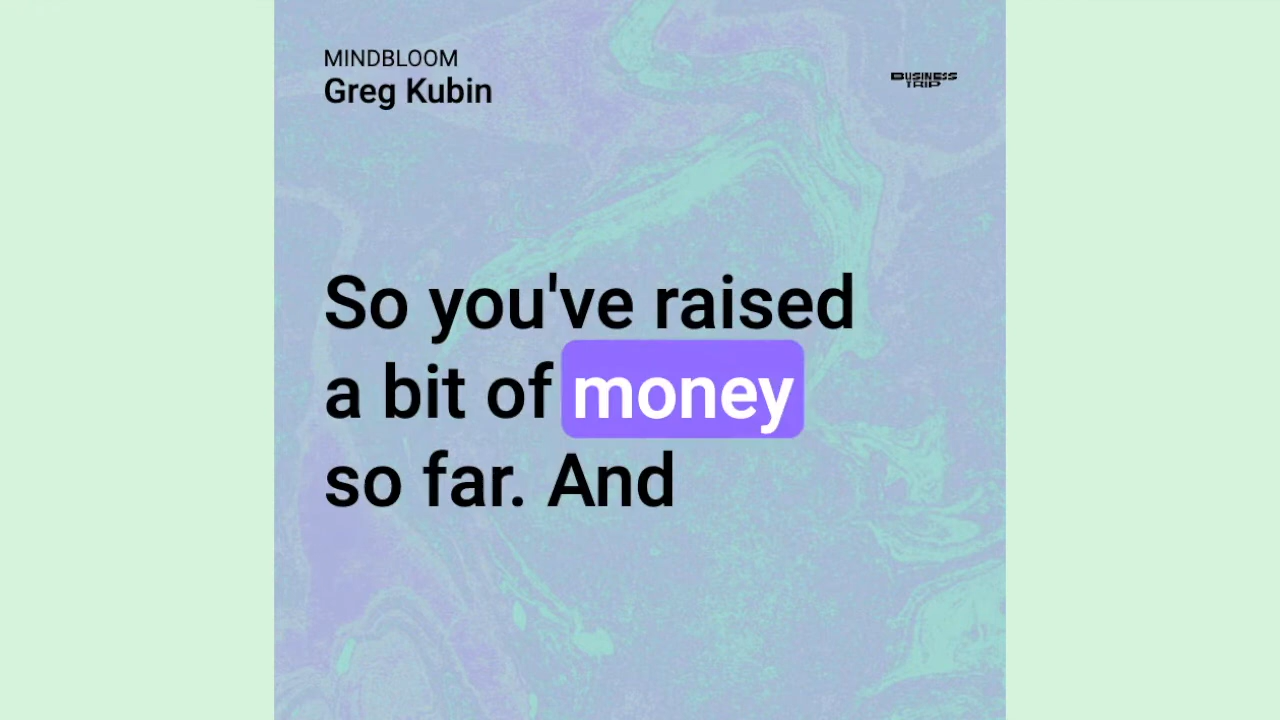 MINDBLOOM
Greg Kubin
BUSINESS
TRIP
So you've raised
a bit of money
so far. And